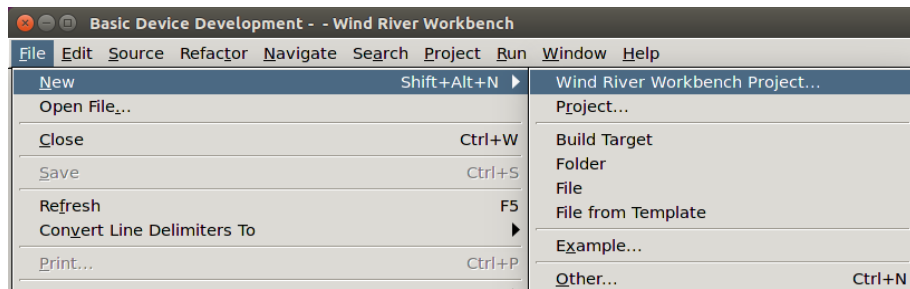 Basic Device Development - - Wind River Workbench
File Edit Source Refactor Navigate Search Project Run Window Help
New Shift+Alt+N
Open File...
Close Ctrl+W
Save Ctrl+S
Refresh F5
Convert Line Delimiters To
Print... Ctrl+P
Wind River Workbench Project...
Project...
Build Target
Folder
File
File from Template
Example...
Other... Ctrl+N